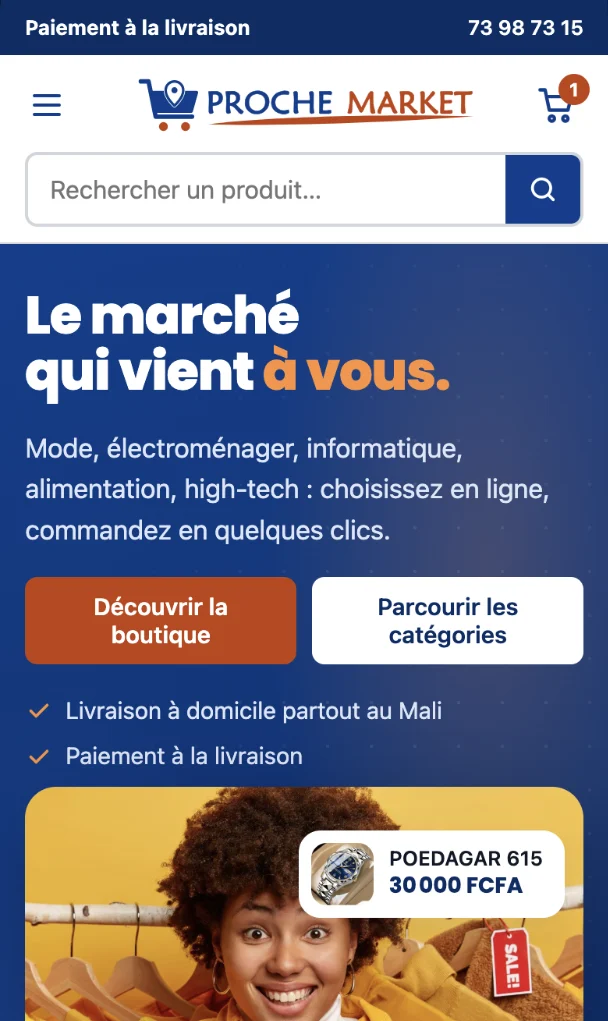 Paiement à la livraison
73 98 73 15
PROCHE MARKET
1
Rechercher un produit...
Le marché
qui vient à vous.
Mode, électroménager, informatique,
alimentation, high-tech : choisissez en ligne,
commandez en quelques clics.
Découvrir la
boutique
Parcourir les
catégories
Livraison à domicile partout au Mali
Paiement à la livraison
POEDAGAR 615
30 000 FCFA
SALE!